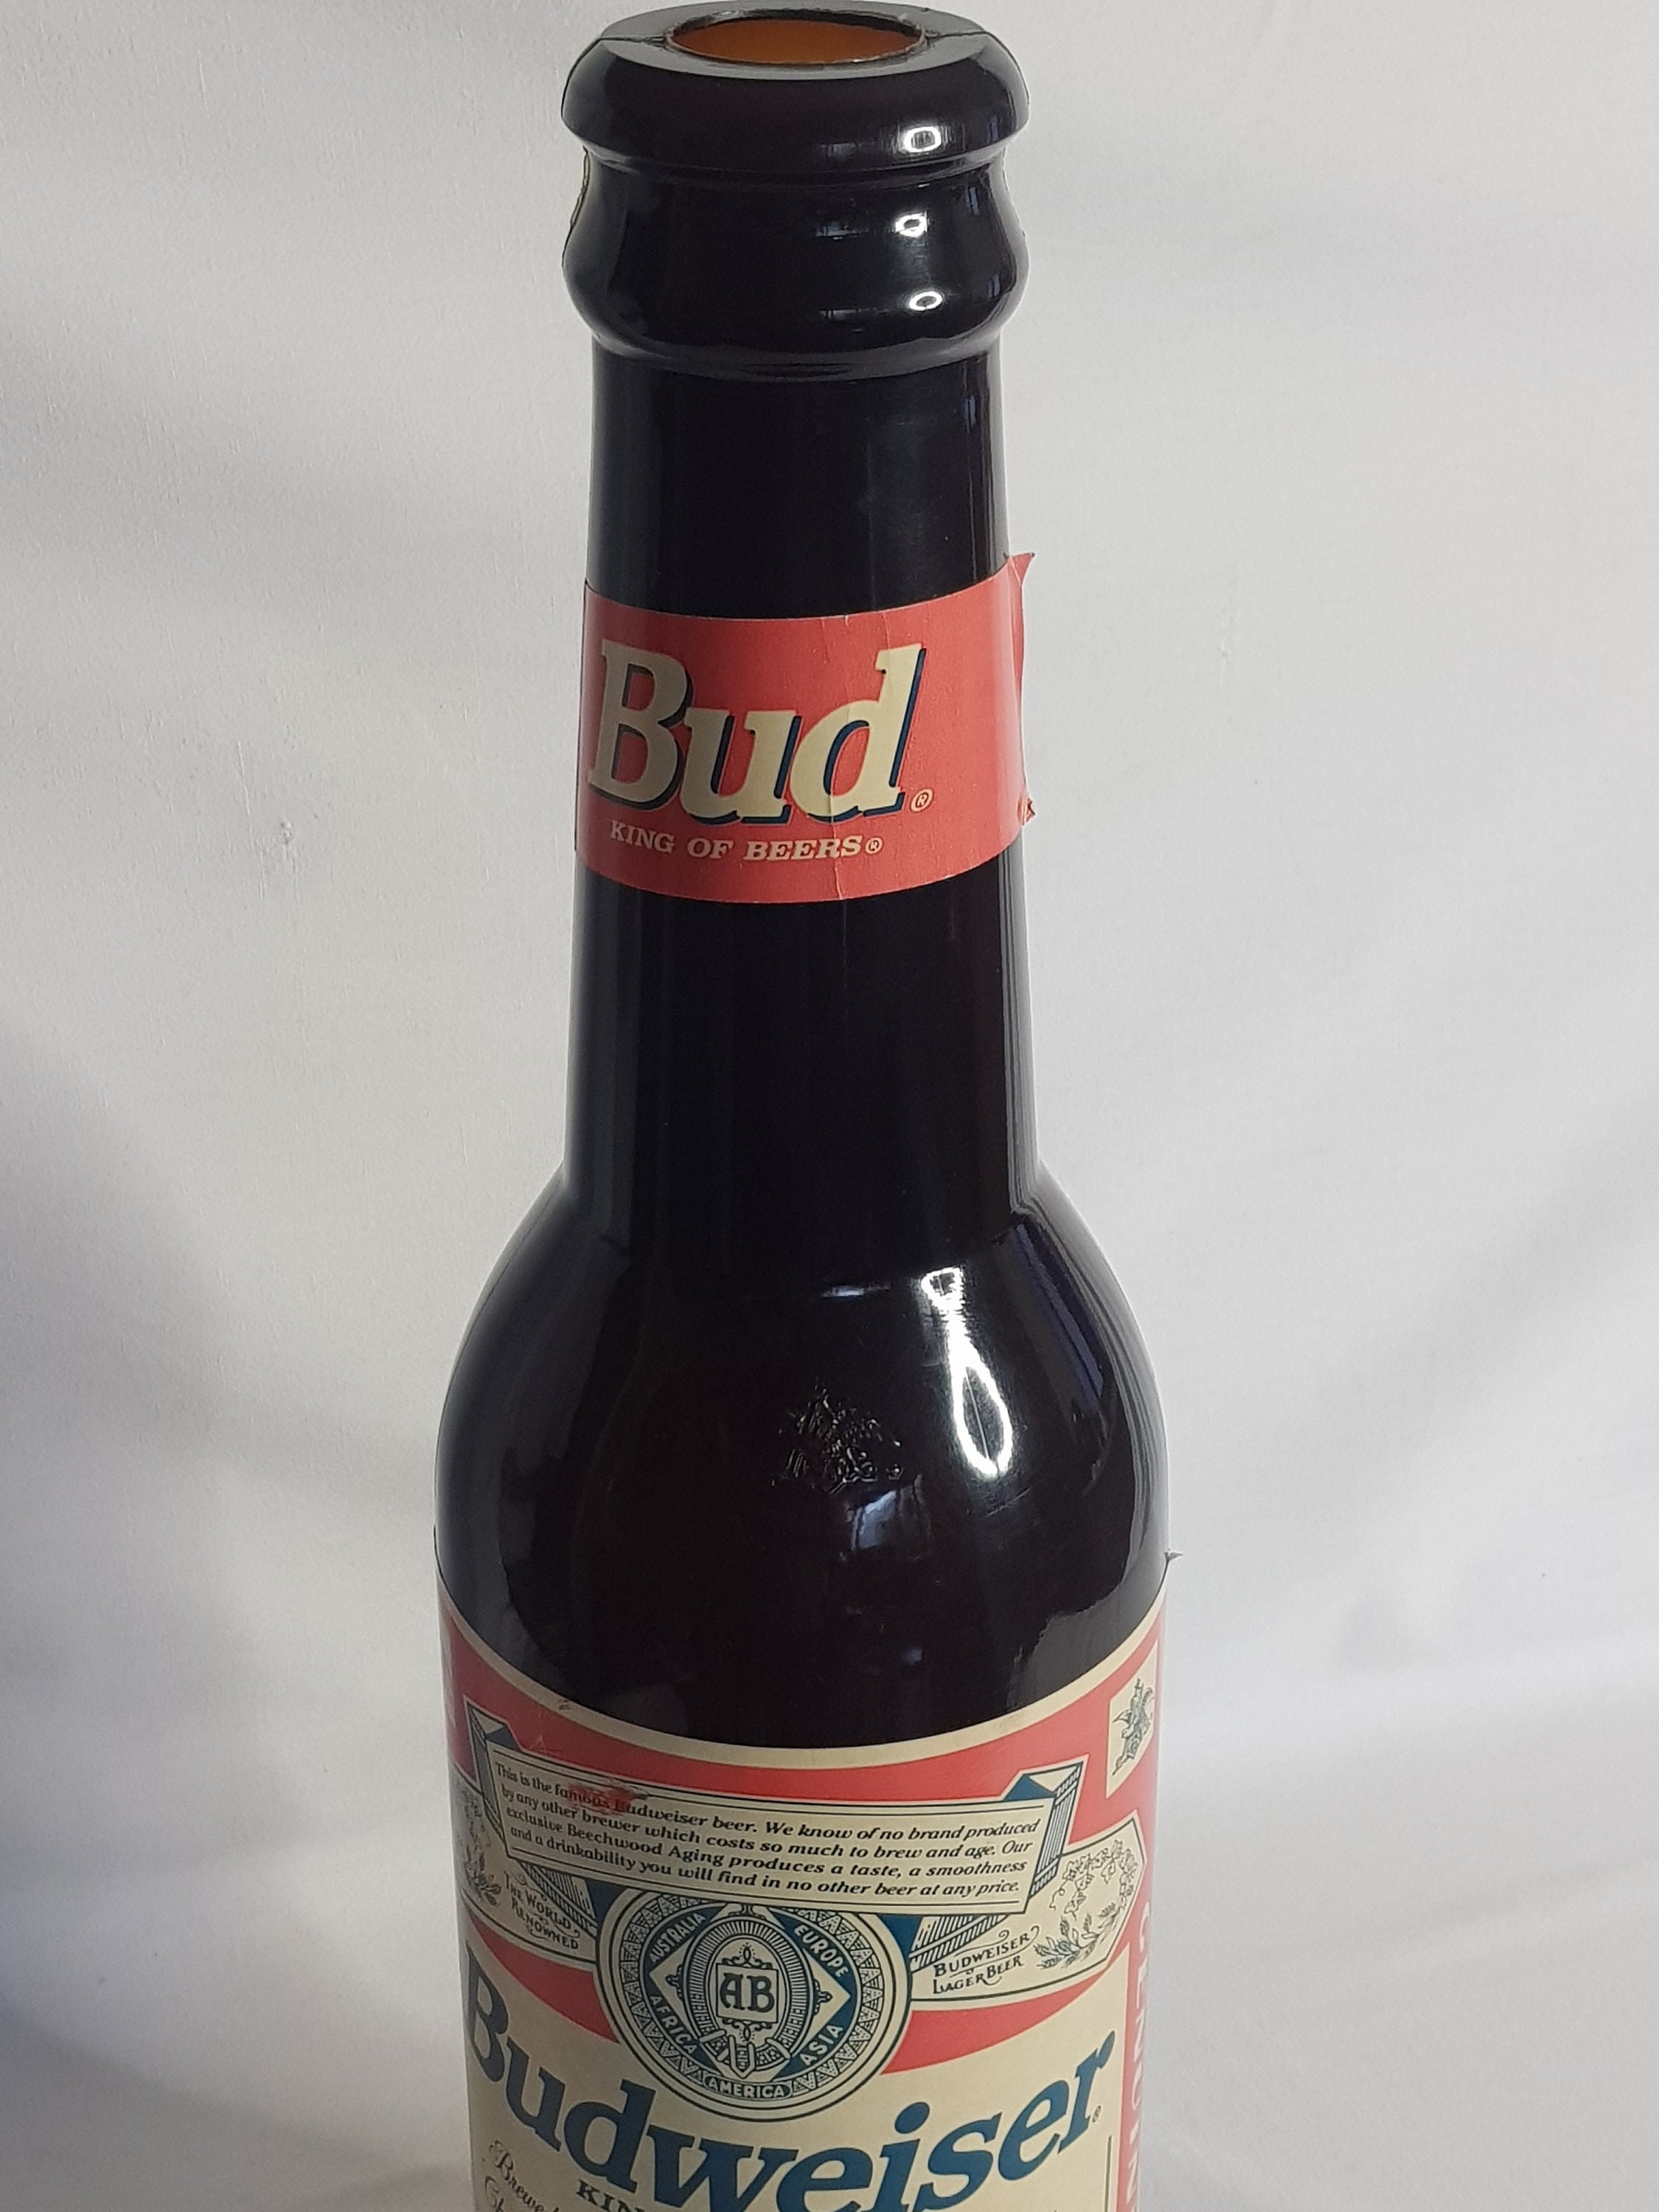 Bud®
KING OF BEERS®
This is the famous Budweiser beer. We know of no brand produced
by any other brewer which costs so much to brew and age. Our
exclusive Beechwood Aging produces a taste, a smoothness
and a drinkability you will find in no other beer at any price.
THE WORLD
RENOWNED
BUDWEISER
LAGER BEER
AUSTRALIA
EUROPE
AB
AFRICA
ASIA
AMERICA
Budweiser®